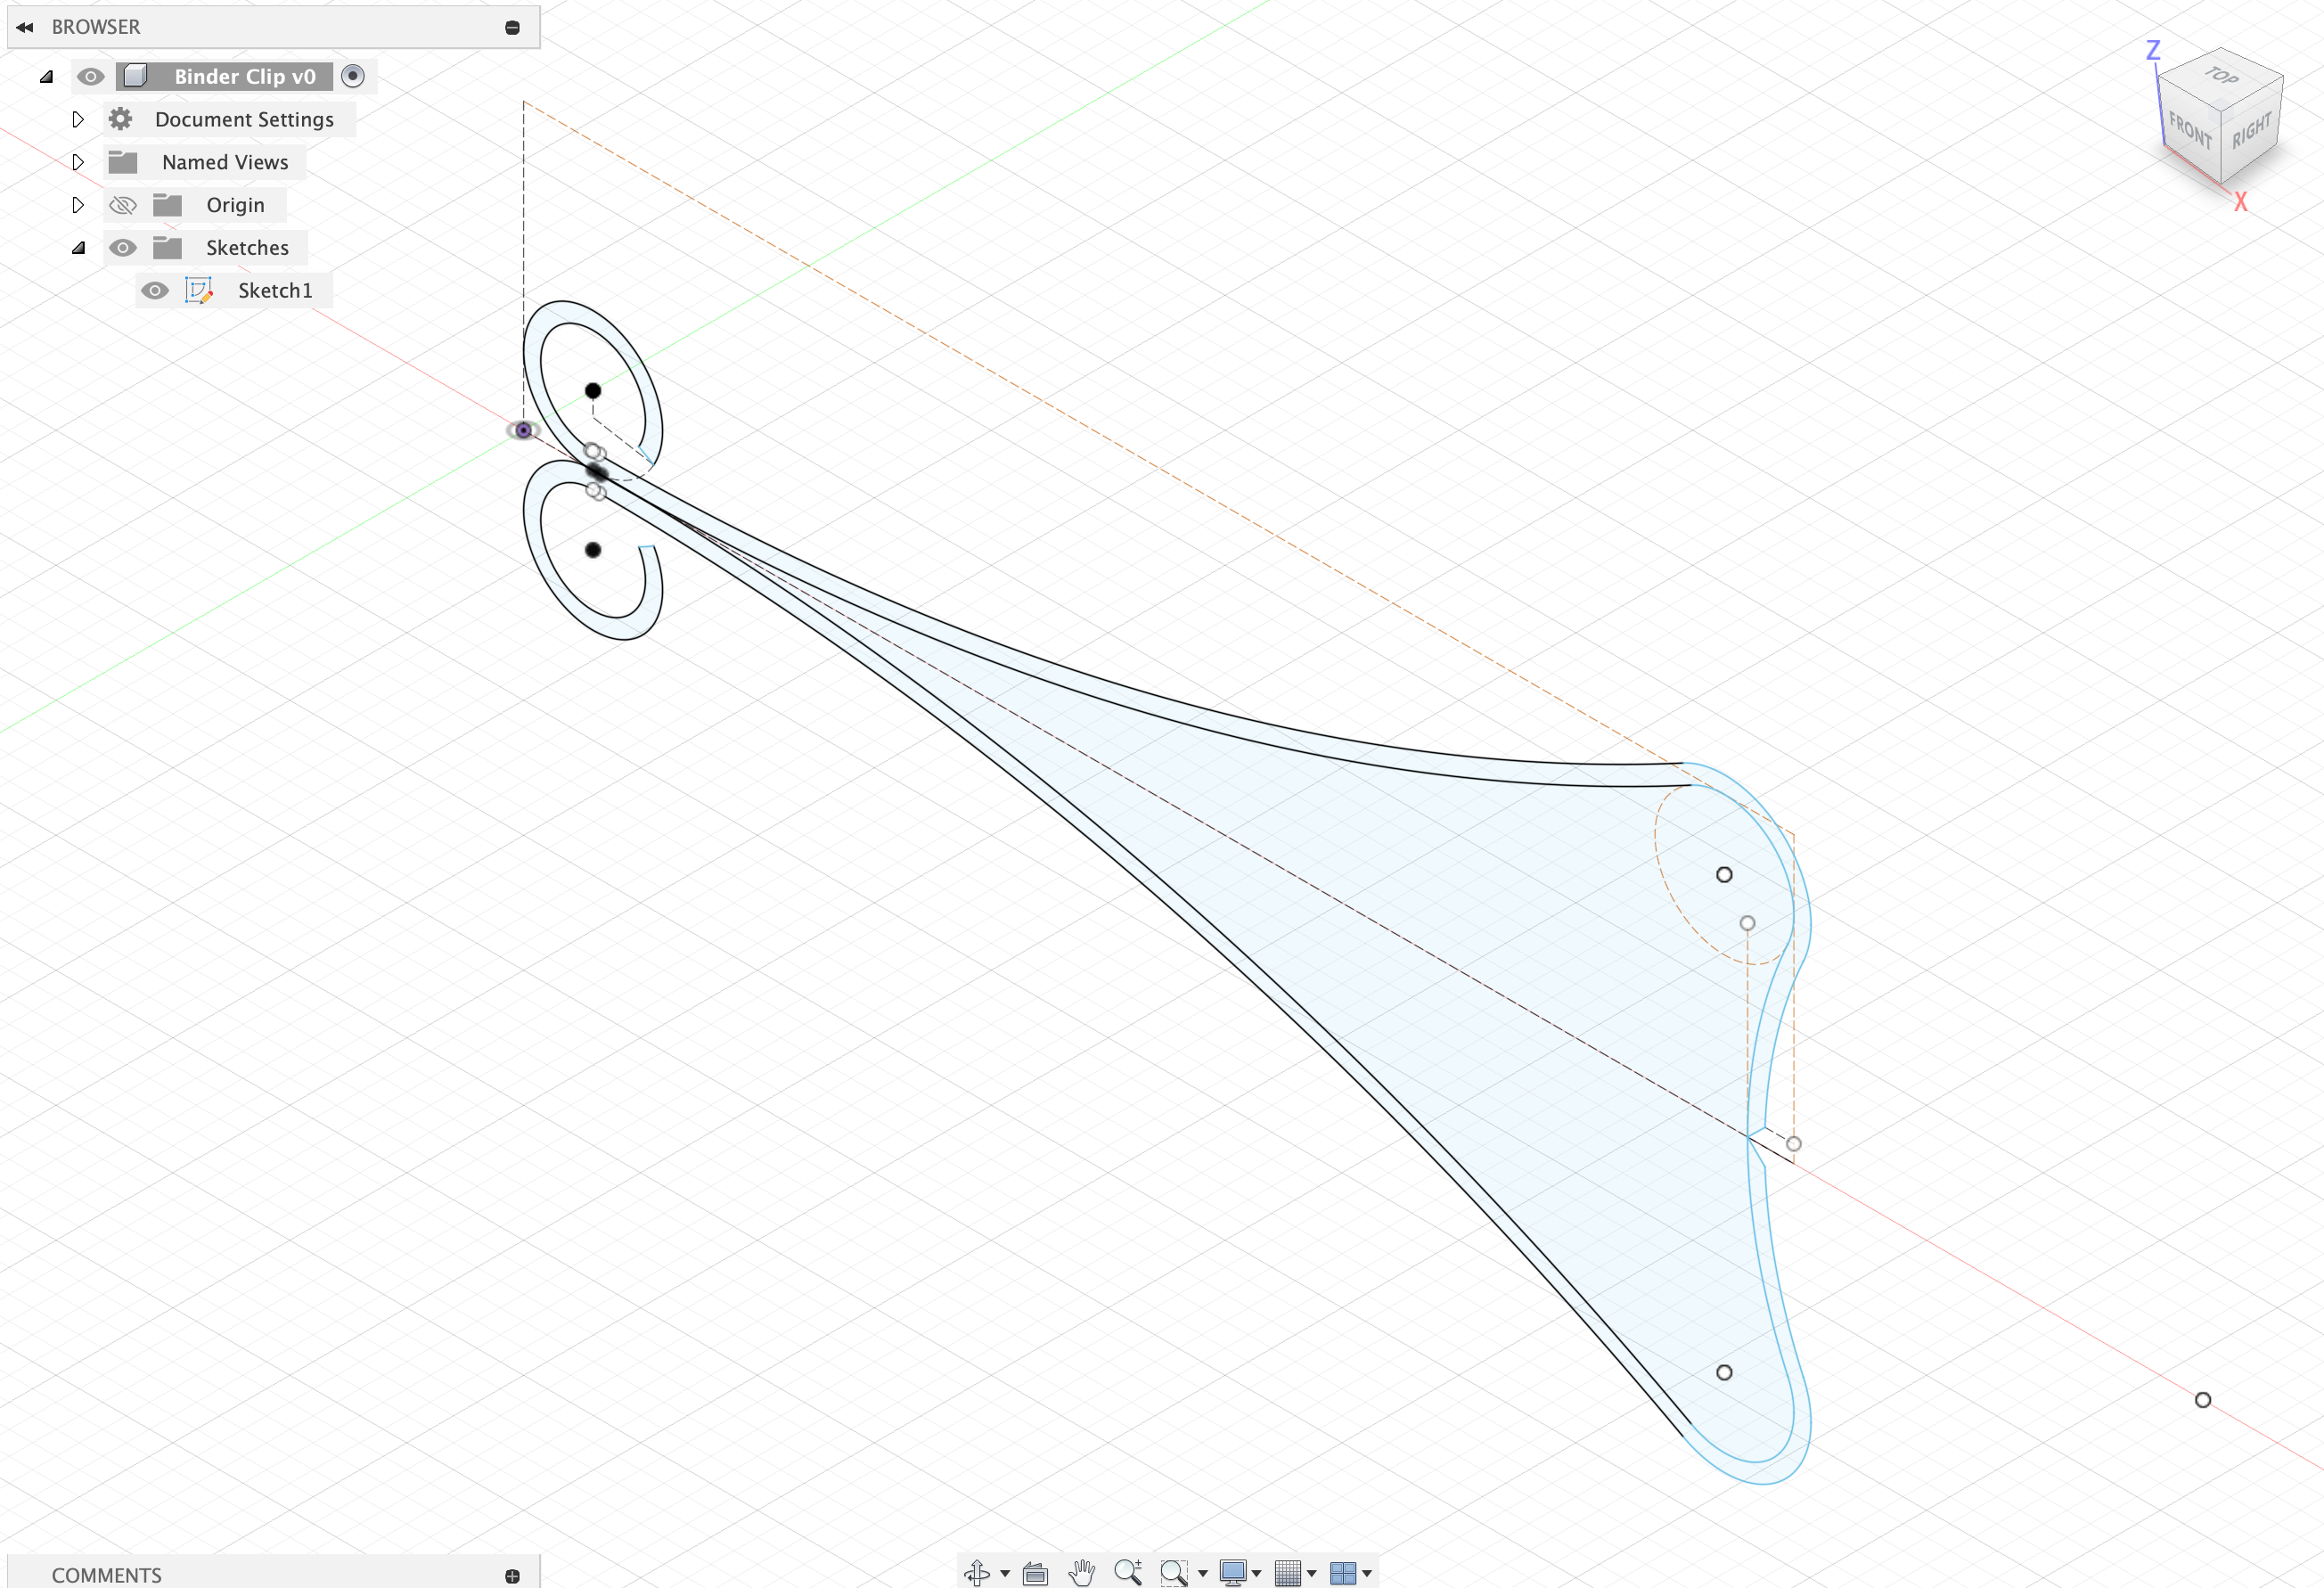 BROWSER
Binder Clip v0
Document Settings
Named Views
Origin
Sketches
Sketch1
Z
TOP
FRONT
RIGHT
X
COMMENTS